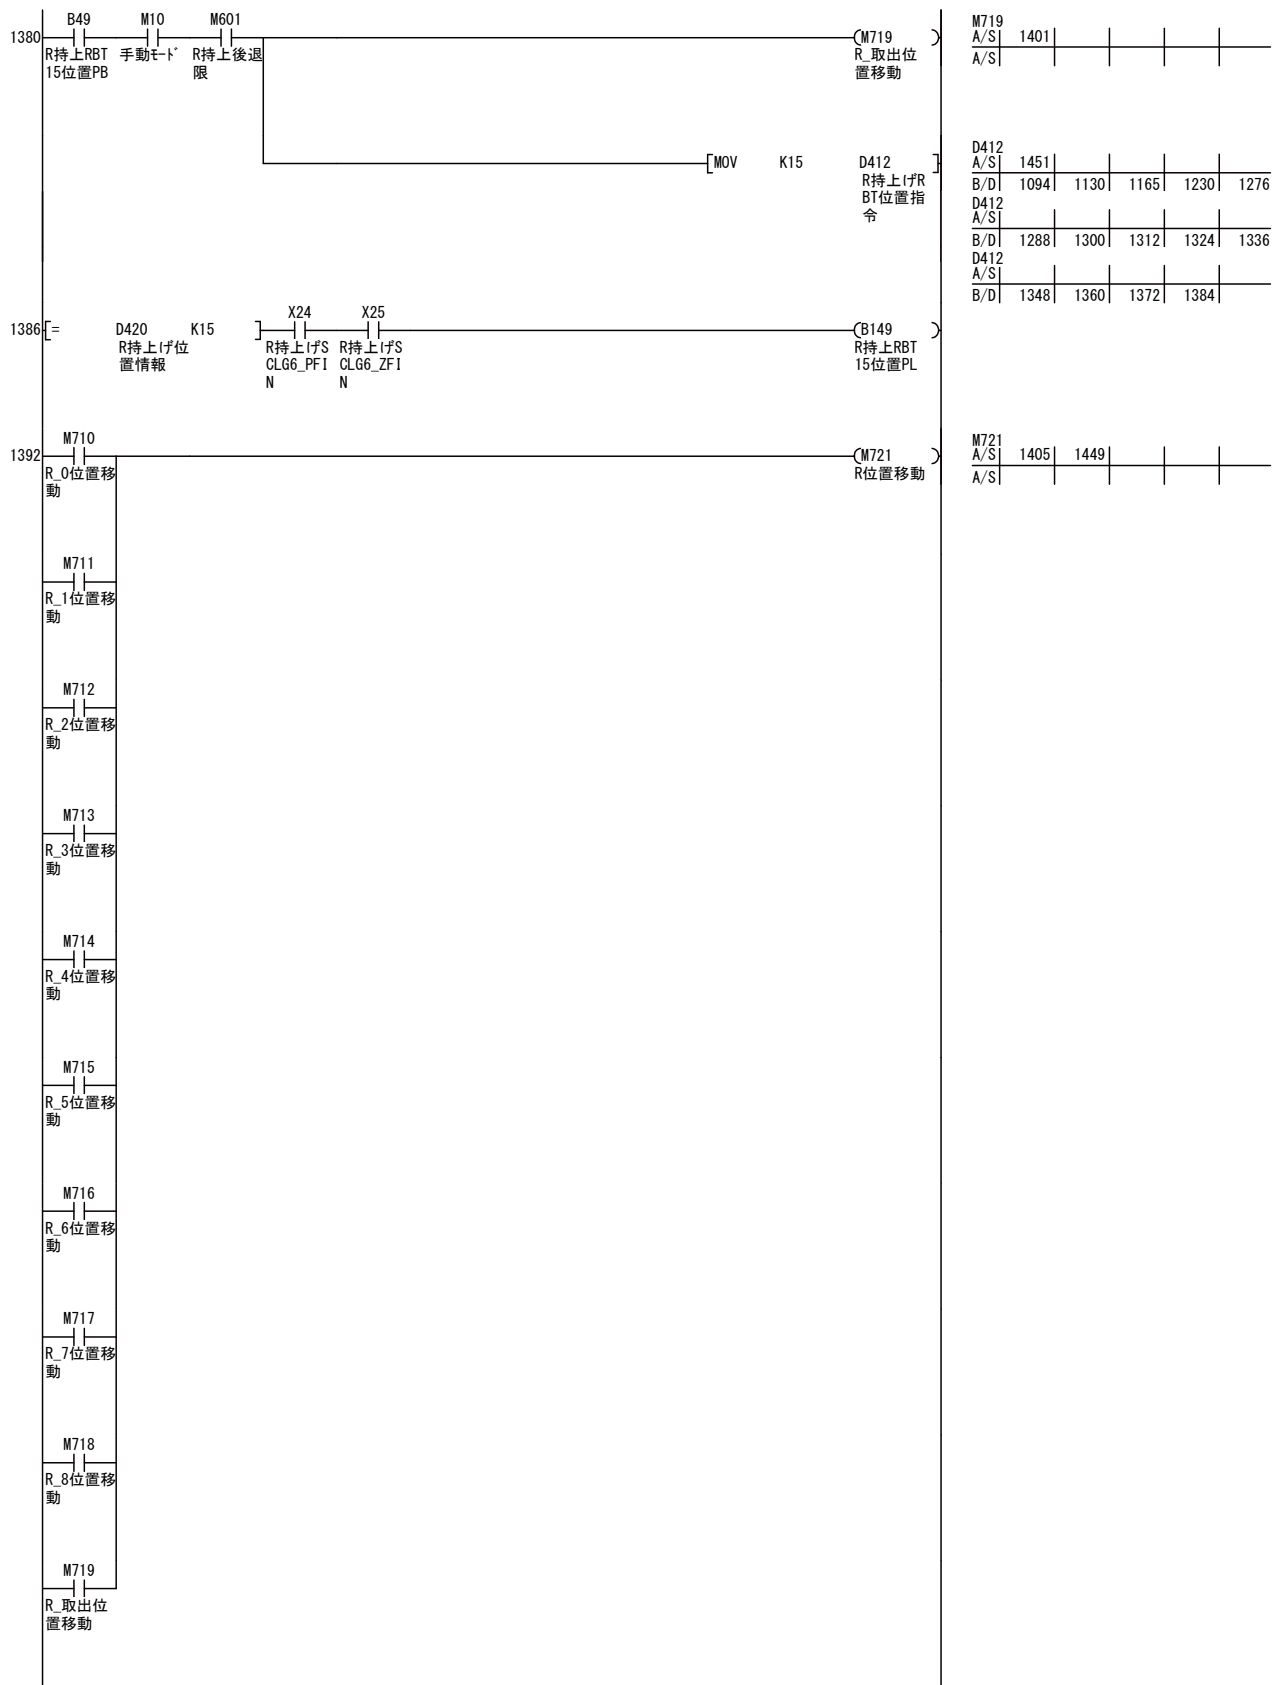 B49 M10 M601 M719
1380 (M719 ) A/S 1401
R持上RBT 手動ﾓｰﾄﾞ R持上後退 R_取出位 A/S
15位置PB 限 置移動
D412
[MOV K15 D412 ] A/S 1451
R持上げR B/D 1094 1130 1165 1230 1276
BT位置指 D412
令 A/S
B/D 1288 1300 1312 1324 1336
D412
A/S
B/D 1348 1360 1372 1384
X24 X25
1386 [= D420 K15 ] (B149 )
R持上げ位 R持上げS R持上げS R持上RBT
置情報 CLG6_PFI CLG6_ZFI 15位置PL
N N
M710 M721
1392 (M721 ) A/S 1405 1449
R_0位置移 R位置移動 A/S
動
M711
R_1位置移
動
M712
R_2位置移
動
M713
R_3位置移
動
M714
R_4位置移
動
M715
R_5位置移
動
M716
R_6位置移
動
M717
R_7位置移
動
M718
R_8位置移
動
M719
R_取出位
置移動